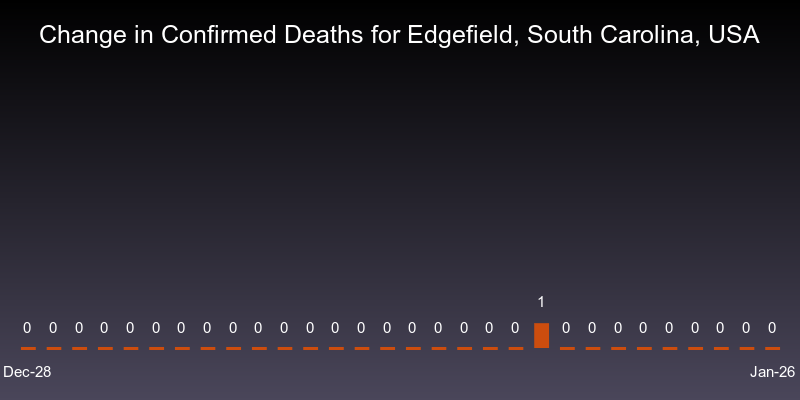 Change in Confirmed Deaths for Edgefield, South Carolina, USA
1
0 0 0 0 0 0 0 0 0 0 0 0 0 0 0 0 0 0 0 0 0 0 0 0 0 0 0 0 0
Dec-28 Jan-26